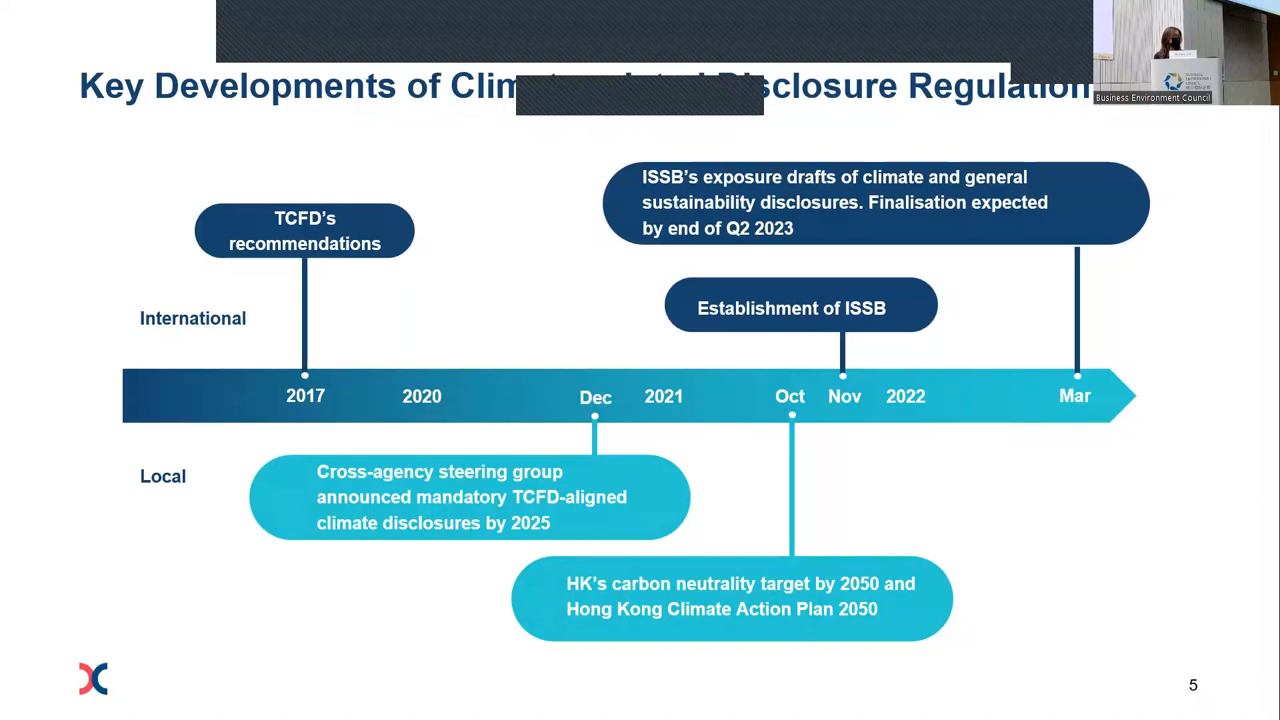 Key Developments of Disclosure Regulation
Business Environment Council
ISSB’s exposure drafts of climate and general
sustainability disclosures. Finalisation expected
by end of Q2 2023
TCFD’s
recommendations
Establishment of ISSB
International
2017 2020 Dec 2021 Oct Nov 2022 Mar
Local
Cross-agency steering group
announced mandatory TCFD-aligned
climate disclosures by 2025
HK’s carbon neutrality target by 2050 and
Hong Kong Climate Action Plan 2050
5